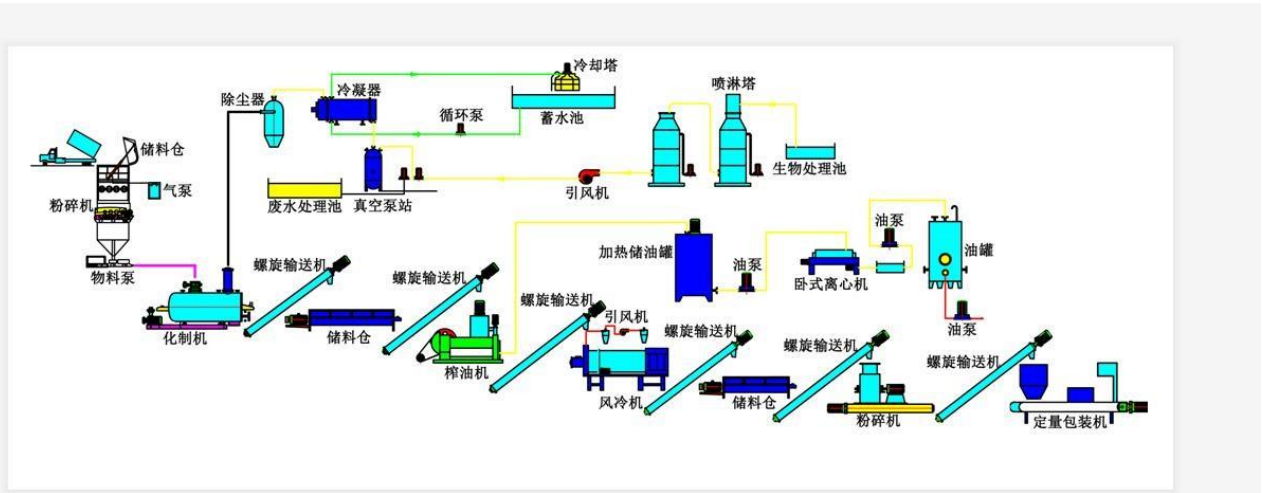 冷却塔
除尘器
冷凝器
喷淋塔
循环泵
蓄水池
储料仓
气泵
粉碎机
废水处理池
真空泵站
引风机
生物处理池
物料泵
加热储油罐
油泵
卧式离心机
油泵
油罐
油泵
螺旋输送机
螺旋输送机
螺旋输送机
引风机
螺旋输送机
螺旋输送机
螺旋输送机
化制机
储料仓
榨油机
风冷机
储料仓
粉碎机
定量包装机